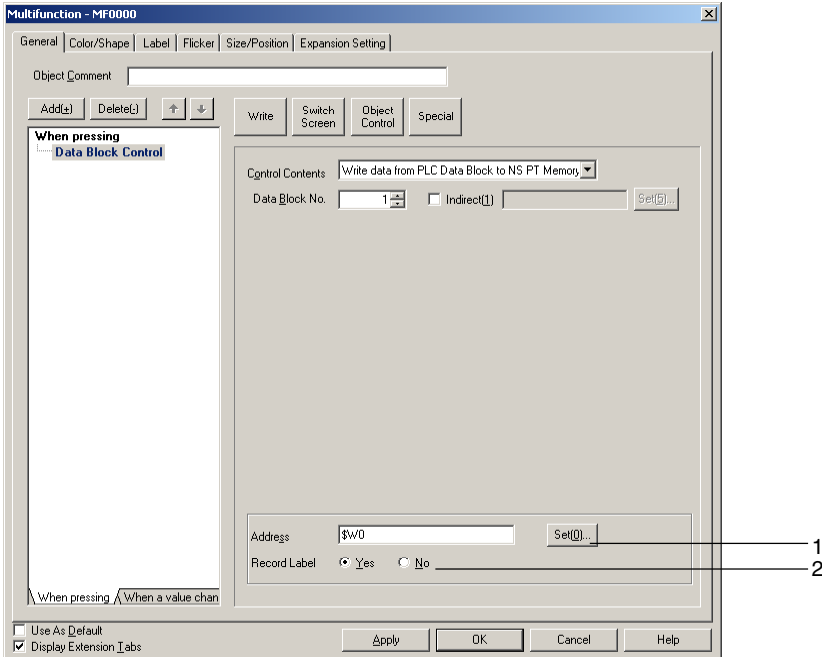 Multifunction - MF0000
General Color/Shape Label Flicker Size/Position Expansion Setting
Object Comment
Add(+) Delete(-) Write Switch Screen Object Control Special
When pressing
Data Block Control
Control Contents Write data from PLC Data Block to NS PT Memory
Data Block No. 1 Indirect(1) Set(5)...
Address $W0 Set(0)... 1
Record Label Yes No 2
When pressing When a value chan
Use As Default
Display Extension Tabs Apply OK Cancel Help